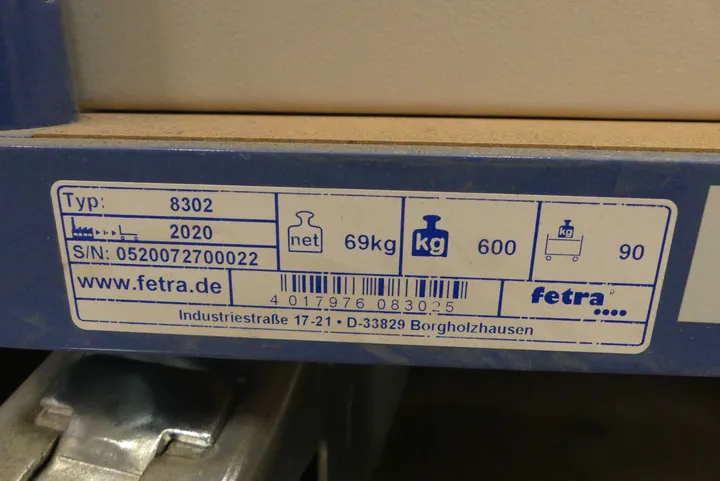 Typ: 8302
2020
S/N: 0520072700022
net 69kg
kg 600
kg 90
www.fetra.de
4 017976 083025
fetra
Industriestraße 17-21 • D-33829 Borgholzhausen